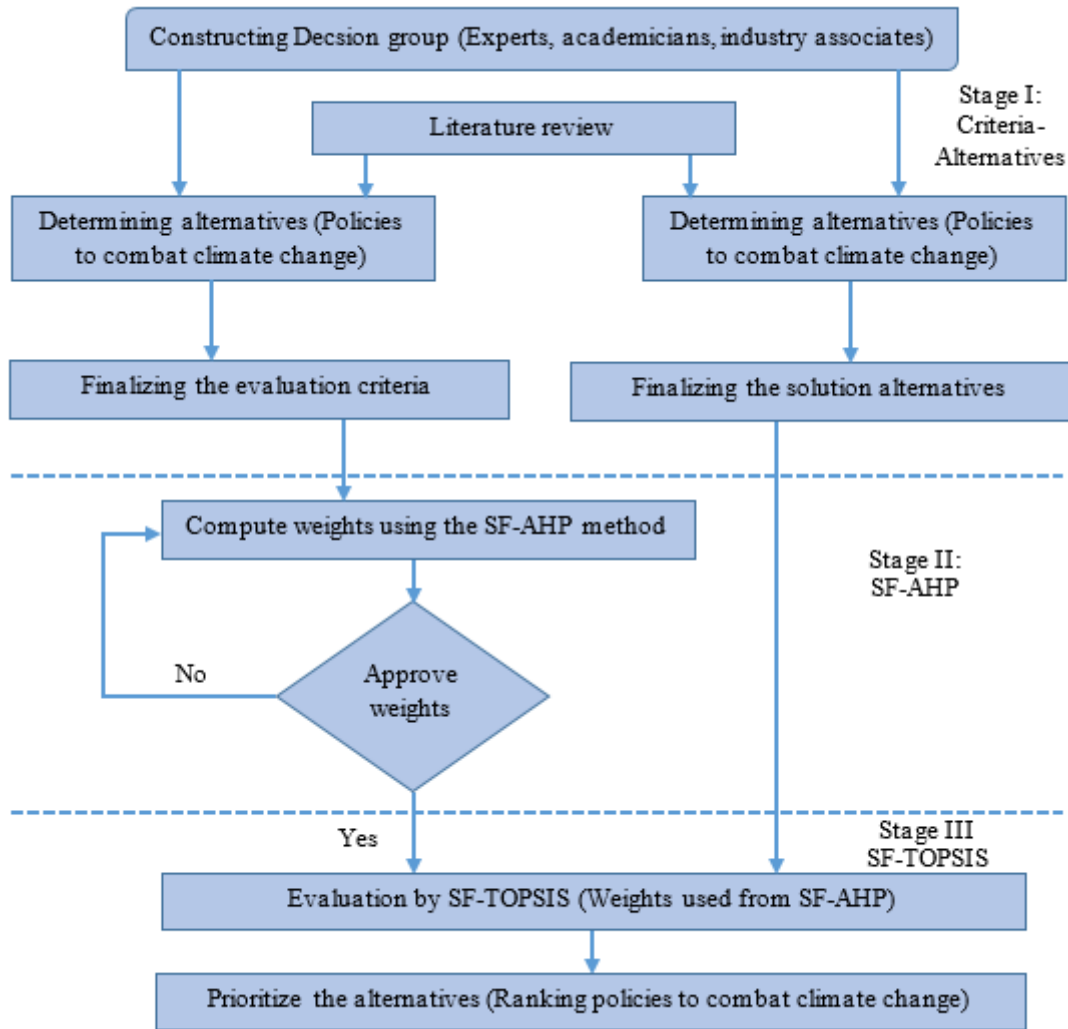 Constructing Decsion group (Experts, academicians, industry associates)
Stage I:
Criteria-
Alternatives
Literature review
Determining alternatives (Policies
to combat climate change)
Determining alternatives (Policies
to combat climate change)
Finalizing the evaluation criteria
Finalizing the solution alternatives
Compute weights using the SF-AHP method
Stage II:
SF-AHP
No
Approve
weights
Yes
Stage III
SF-TOPSIS
Evaluation by SF-TOPSIS (Weights used from SF-AHP)
Prioritize the alternatives (Ranking policies to combat climate change)